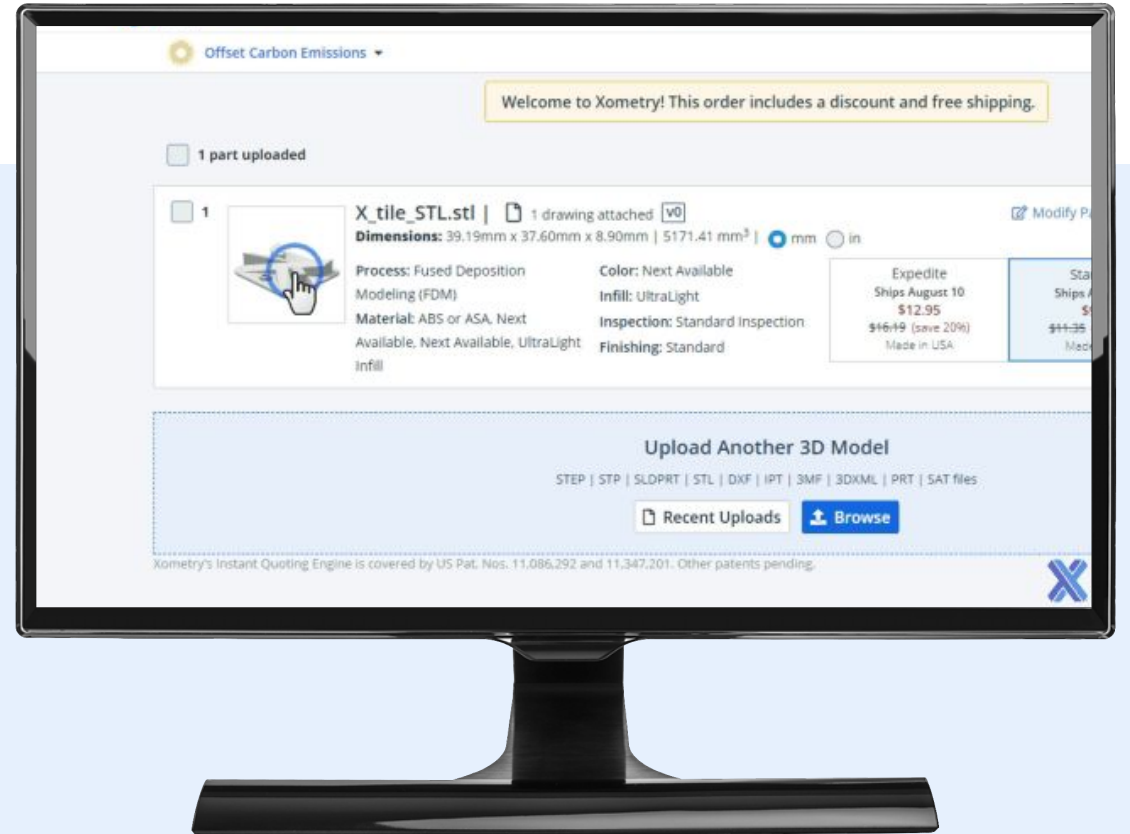 Offset Carbon Emissions
Welcome to Xometry! This order includes a discount and free shipping.
1 part uploaded
1
X_tile_STL.stl | 1 drawing attached v0
Modify
Dimensions: 39.19mm x 37.60mm x 8.90mm | 5171.41 mm³ | mm in
Process: Fused Deposition
Modeling (FDM)
Material: ABS or ASA, Next
Available, Next Available, UltraLight
Infill
Color: Next Available
Infill: UltraLight
Inspection: Standard Inspection
Finishing: Standard
Expedite
Ships August 10
$12.95
$16.19 (save 20%)
Made in USA
Ships
$11.35
Upload Another 3D Model
STEP | STP | SLDPRT | STL | DXF | IPT | 3MF | 3DXML | PRT | SAT files
Recent Uploads
Browse
Xometry's Instant Quoting Engine is covered by US Pat. Nos. 11,086,292 and 11,347,201. Other patents pending.